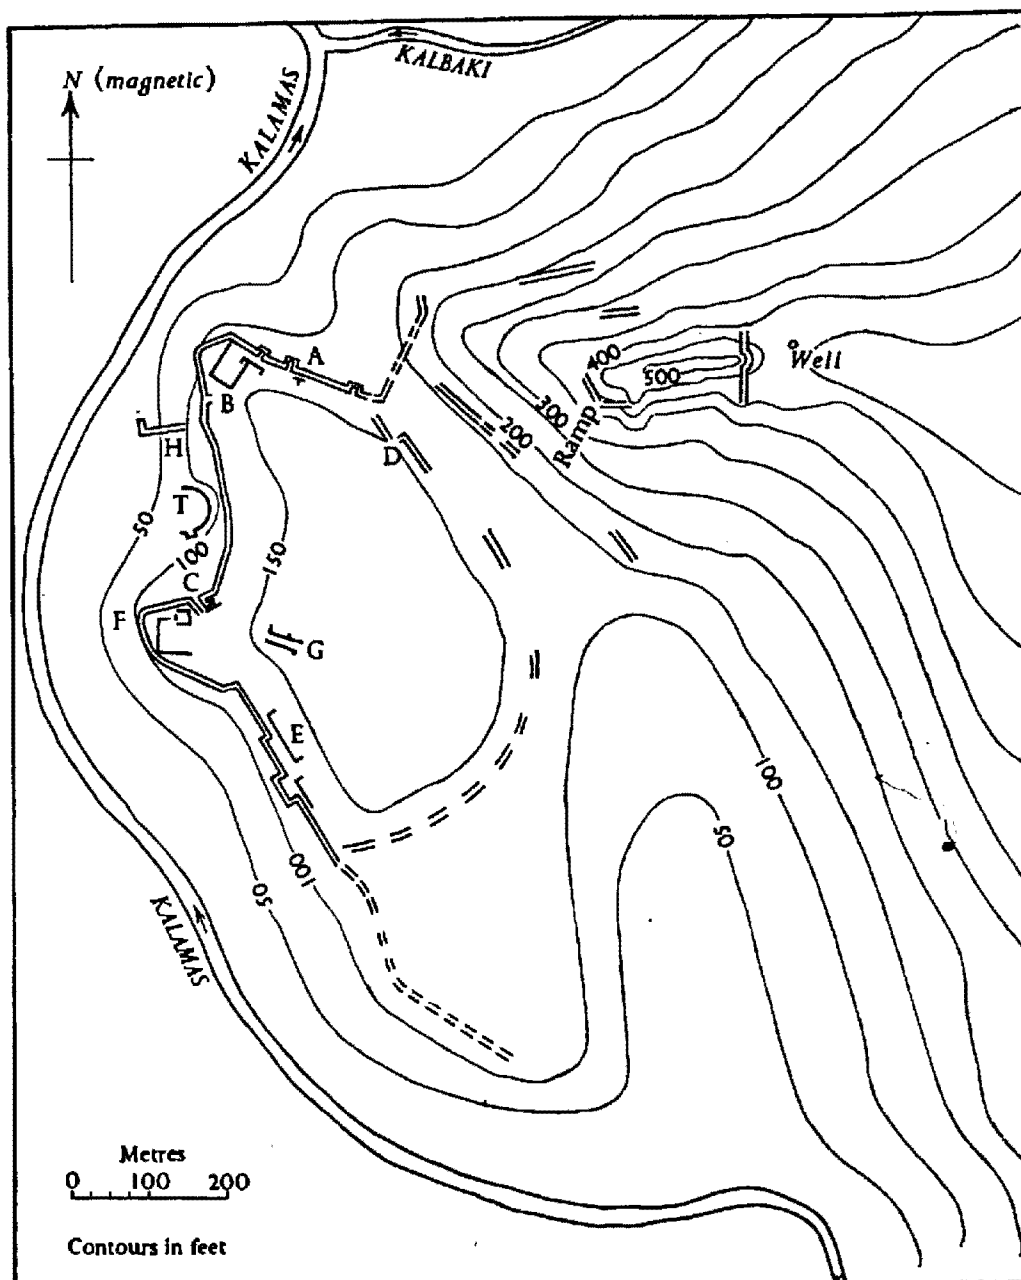 KALBAKI
N (magnetic)
KALAMAS
A
400
500
Well
B
300
200
Ramp
H
D
T
50
100
150
C
F
G
E
100
50
100
50
KALAMAS
Metres
0 100 200
Contours in feet